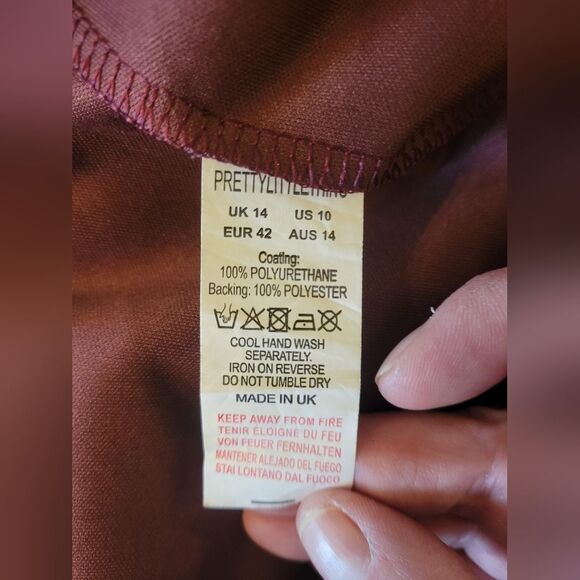 PRETTYLITTLETHING
UK 14 US 10
EUR 42 AUS 14
Coating:
100% POLYURETHANE
Backing: 100% POLYESTER
COOL HAND WASH
SEPARATELY.
IRON ON REVERSE
DO NOT TUMBLE DRY
MADE IN UK
KEEP AWAY FROM FIRE
TENIR ÉLOIGNE DU FEU
VON FEUER FERNHALTEN
MANTENER ALEJADO DEL FUEGO
STAI LONTANO DAL FUOCO